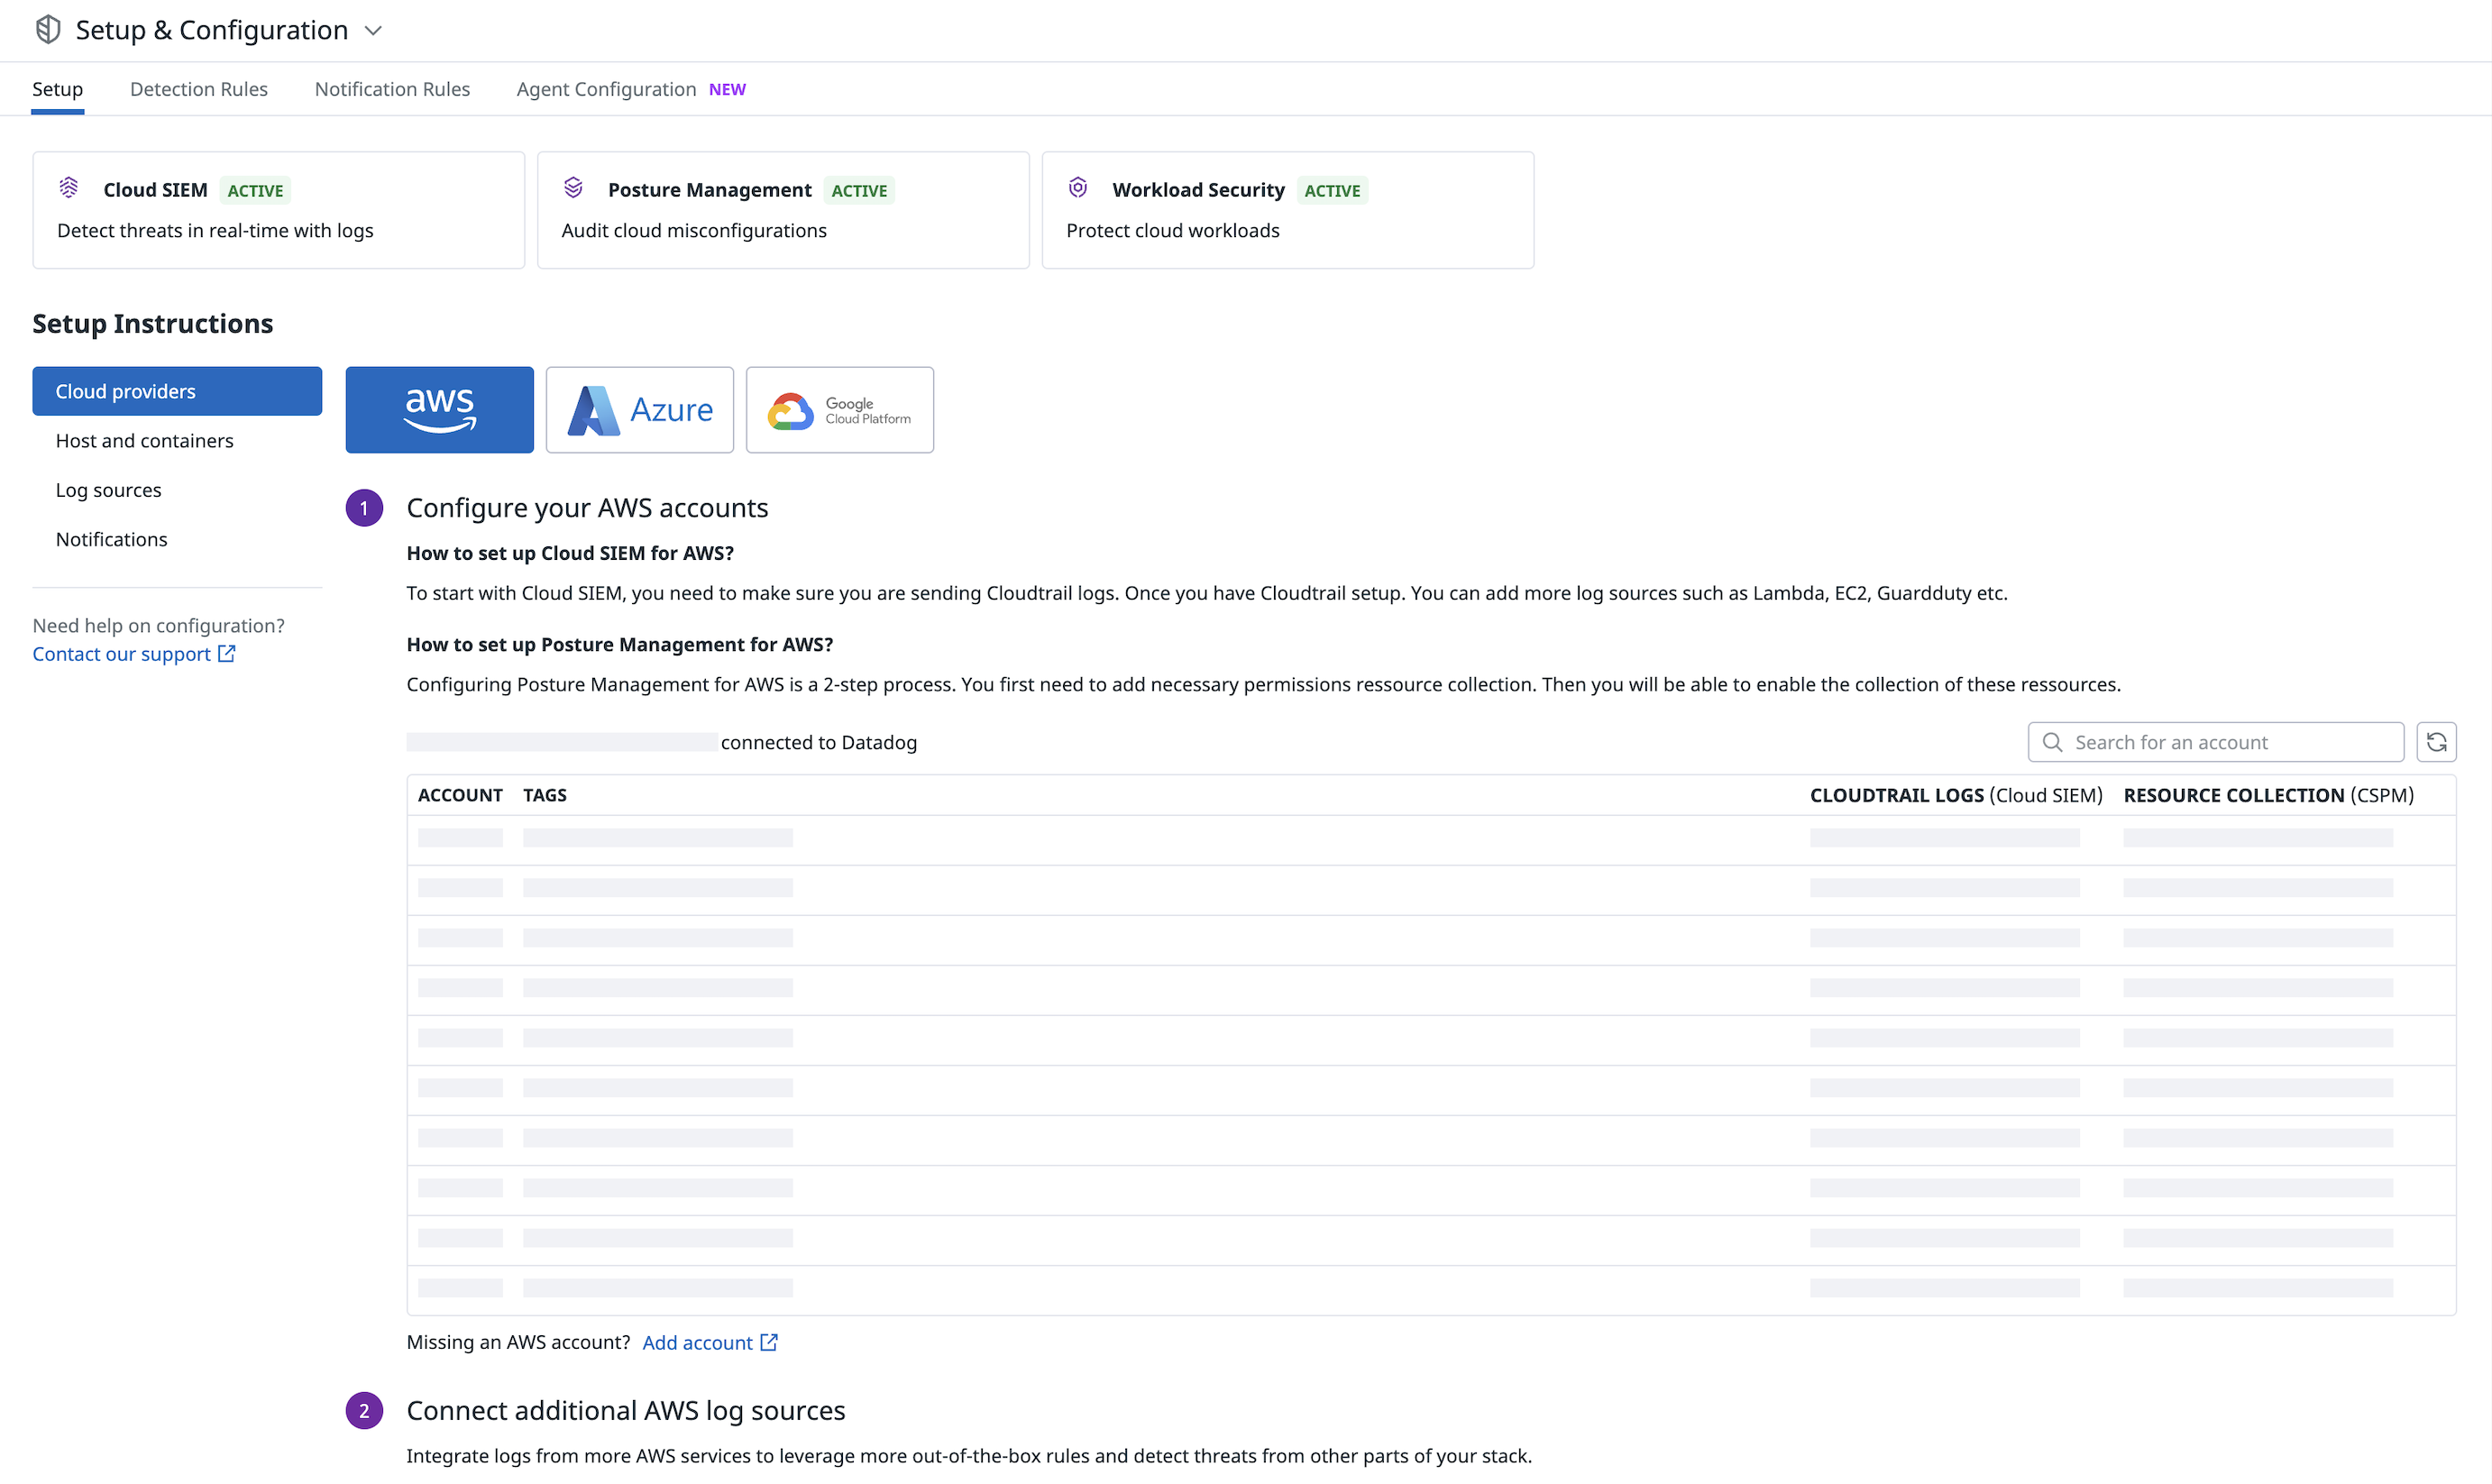 Setup & Configuration
Setup Detection Rules Notification Rules Agent Configuration NEW
Cloud SIEM ACTIVE
Detect threats in real-time with logs
Posture Management ACTIVE
Audit cloud misconfigurations
Workload Security ACTIVE
Protect cloud workloads
Setup Instructions
Cloud providers
Host and containers
Log sources
Notifications
Need help on configuration?
Contact our support
aws
Azure
Google
Cloud Platform
1 Configure your AWS accounts
How to set up Cloud SIEM for AWS?
To start with Cloud SIEM, you need to make sure you are sending Cloudtrail logs. Once you have Cloudtrail setup. You can add more log sources such as Lambda, EC2, Guardduty etc.
How to set up Posture Management for AWS?
Configuring Posture Management for AWS is a 2-step process. You first need to add necessary permissions ressource collection. Then you will be able to enable the collection of these ressources.
connected to Datadog
Search for an account
ACCOUNT TAGS CLOUDTRAIL LOGS (Cloud SIEM) RESOURCE COLLECTION (CSPM)
Missing an AWS account? Add account
2 Connect additional AWS log sources
Integrate logs from more AWS services to leverage more out-of-the-box rules and detect threats from other parts of your stack.